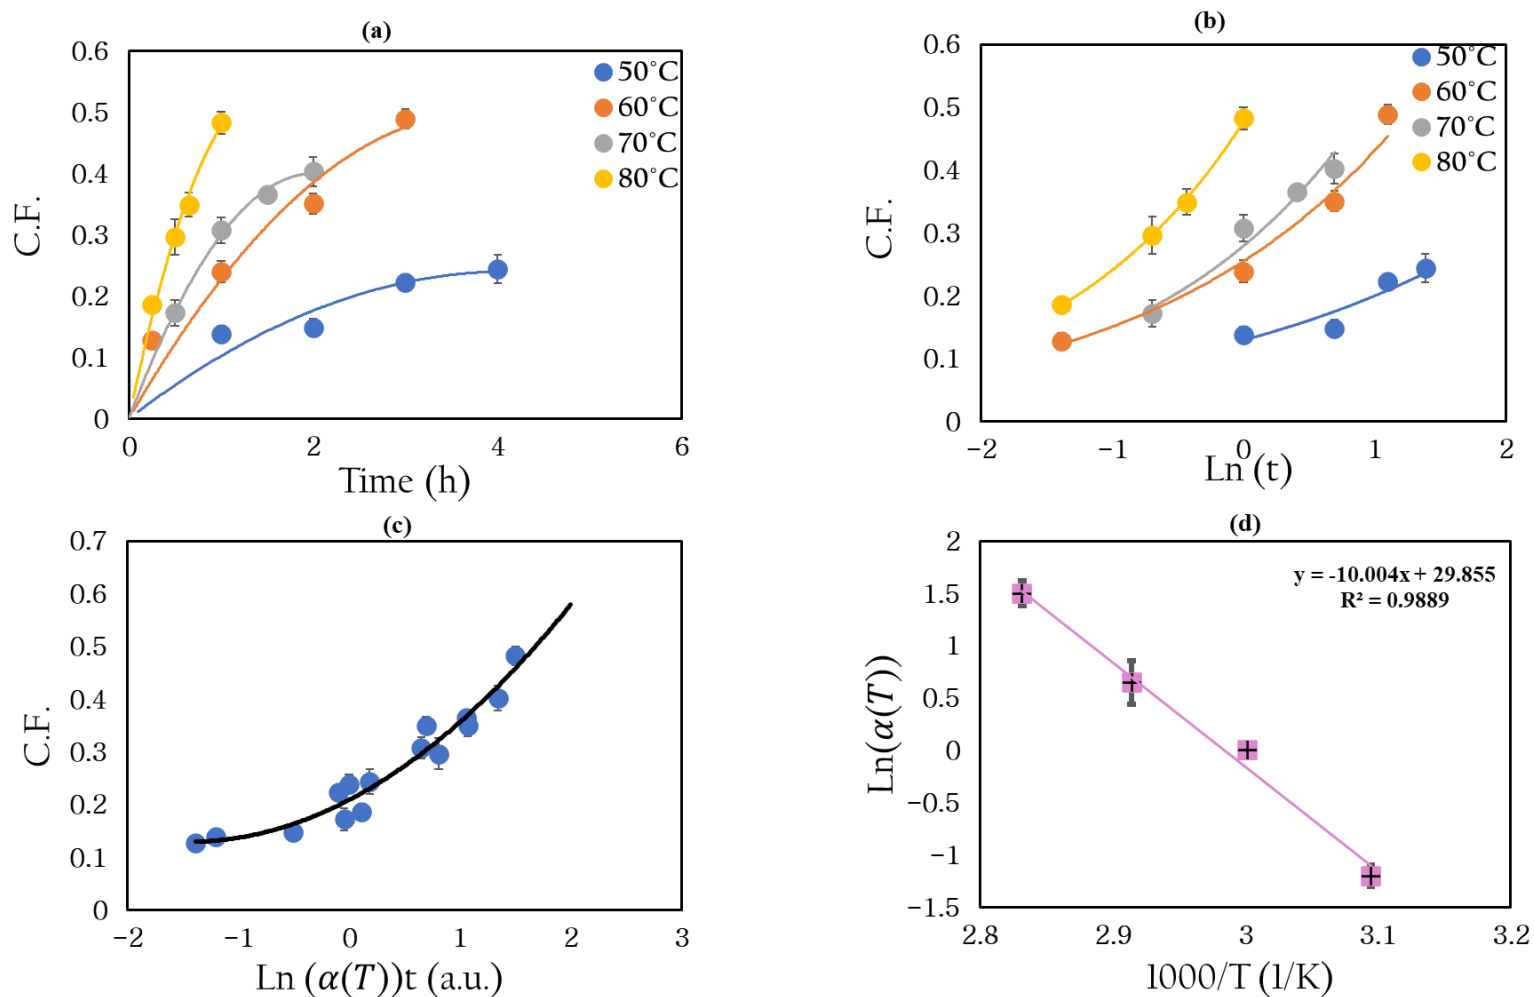 (a)
0.6
0.5
0.4
0.3
0.2
0.1
0
C.F.
50°C
60°C
70°C
80°C
0
2
4
6
Time (h)
(b)
0.6
0.5
0.4
0.3
0.2
0.1
0
C.F.
50°C
60°C
70°C
80°C
−2
−1
0
1
2
Ln (t)
(c)
0.7
0.6
0.5
0.4
0.3
0.2
0.1
0
C.F.
−2
−1
0
1
2
3
Ln (α(T))t (a.u.)
(d)
2
1.5
1
0.5
0
−0.5
−1
−1.5
Ln(α(T))
y = -10.004x + 29.855
R² = 0.9889
2.8
2.9
3
3.1
3.2
1000/T (1/K)